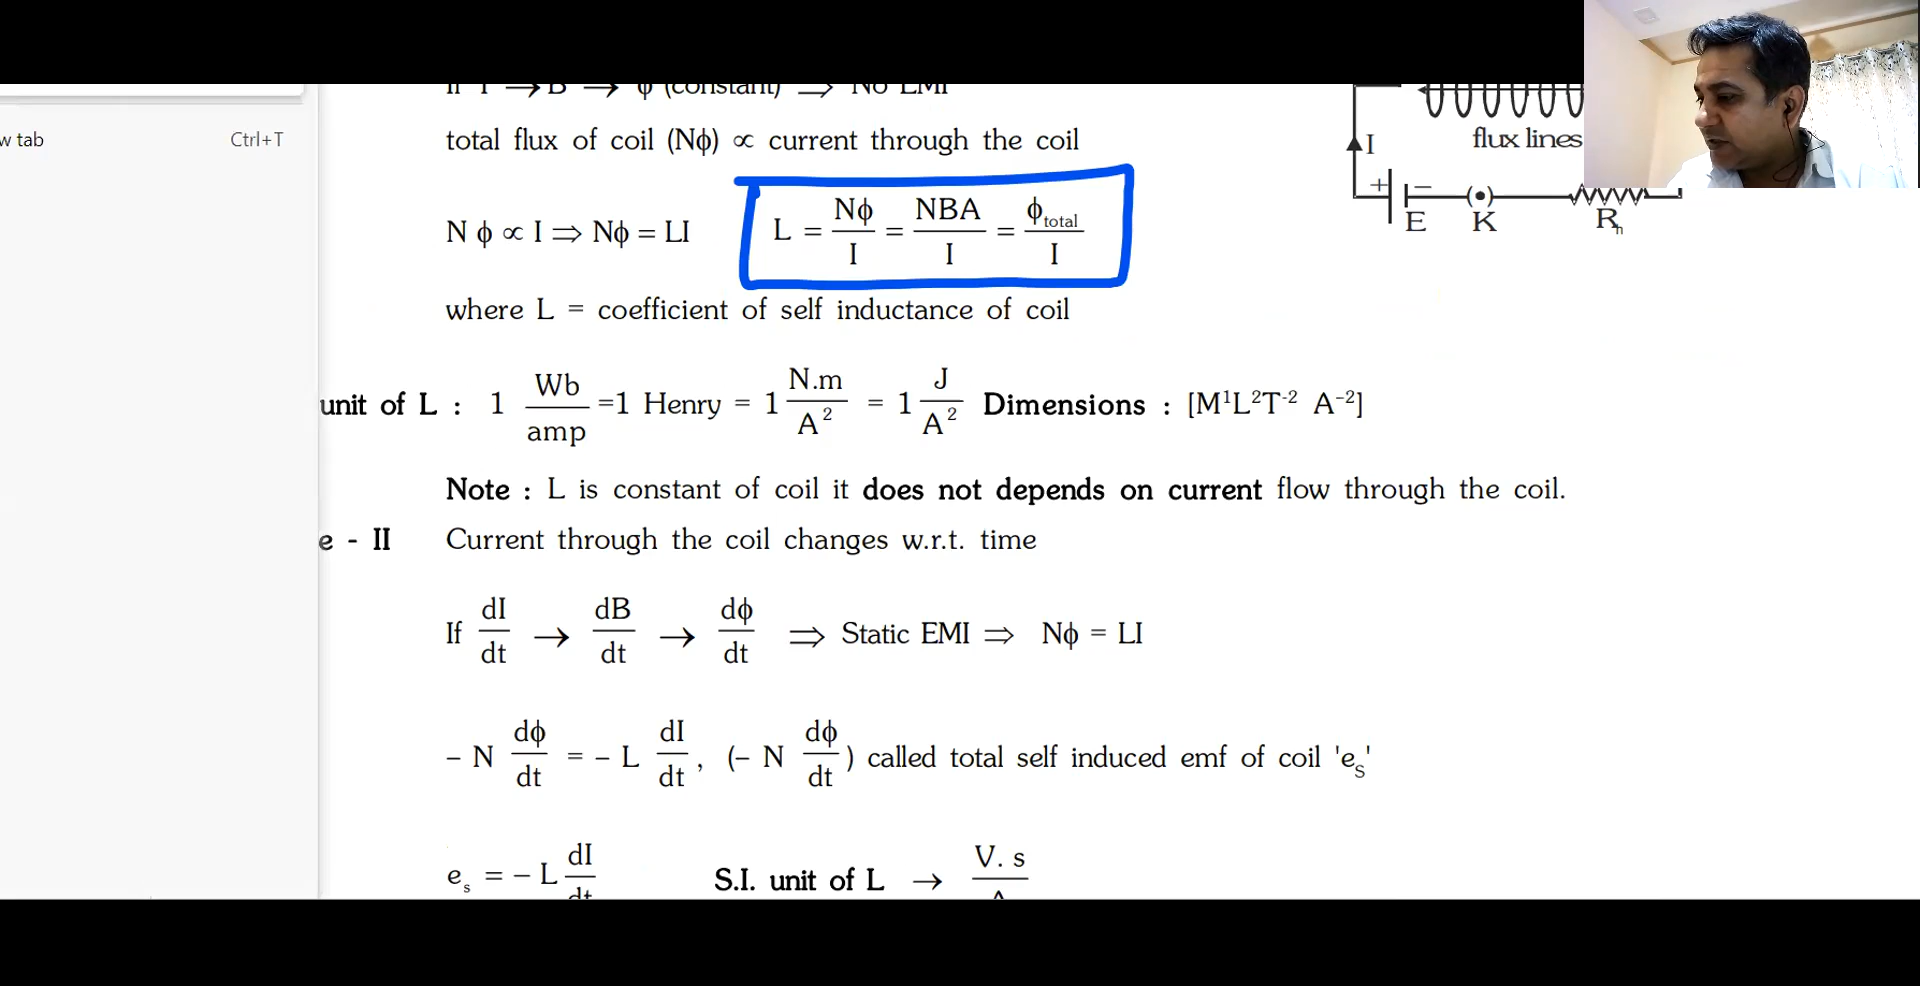 w tab Ctrl+T
If I → B → ϕ (constant) ⇒ No EMI
total flux of coil (Nϕ) ∝ current through the coil
N ϕ ∝ I ⇒ Nϕ = LI L = Nϕ/I = NBA/I = ϕtotal/I
where L = coefficient of self inductance of coil
flux lines
I
+ −
E K Rh
unit of L : 1 Wb/amp =1 Henry = 1 N.m/A² = 1 J/A² Dimensions : [M¹L²T⁻² A⁻²]
Note : L is constant of coil it does not depends on current flow through the coil.
e - II Current through the coil changes w.r.t. time
If dI/dt → dB/dt → dϕ/dt ⇒ Static EMI ⇒ Nϕ = LI
− N dϕ/dt = − L dI/dt, (− N dϕ/dt) called total self induced emf of coil 'es'
es = − L dI/dt S.I. unit of L → V. s/A